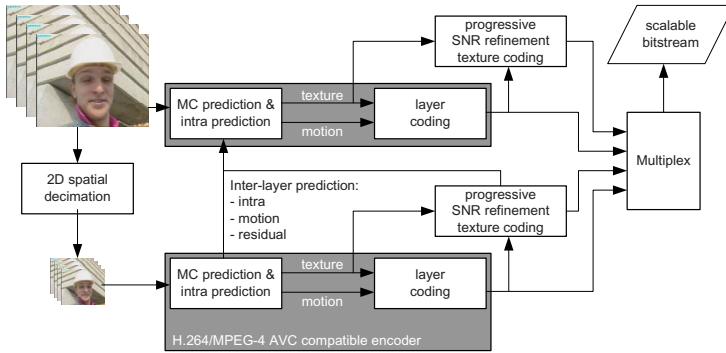 progressive
SNR refinement
texture coding
scalable
bitstream
MC prediction &
intra prediction
texture
motion
layer
coding
Multiplex
2D spatial
decimation
Inter-layer prediction:
- intra
- motion
- residual
progressive
SNR refinement
texture coding
MC prediction &
intra prediction
texture
motion
layer
coding
H.264/MPEG-4 AVC compatible encoder